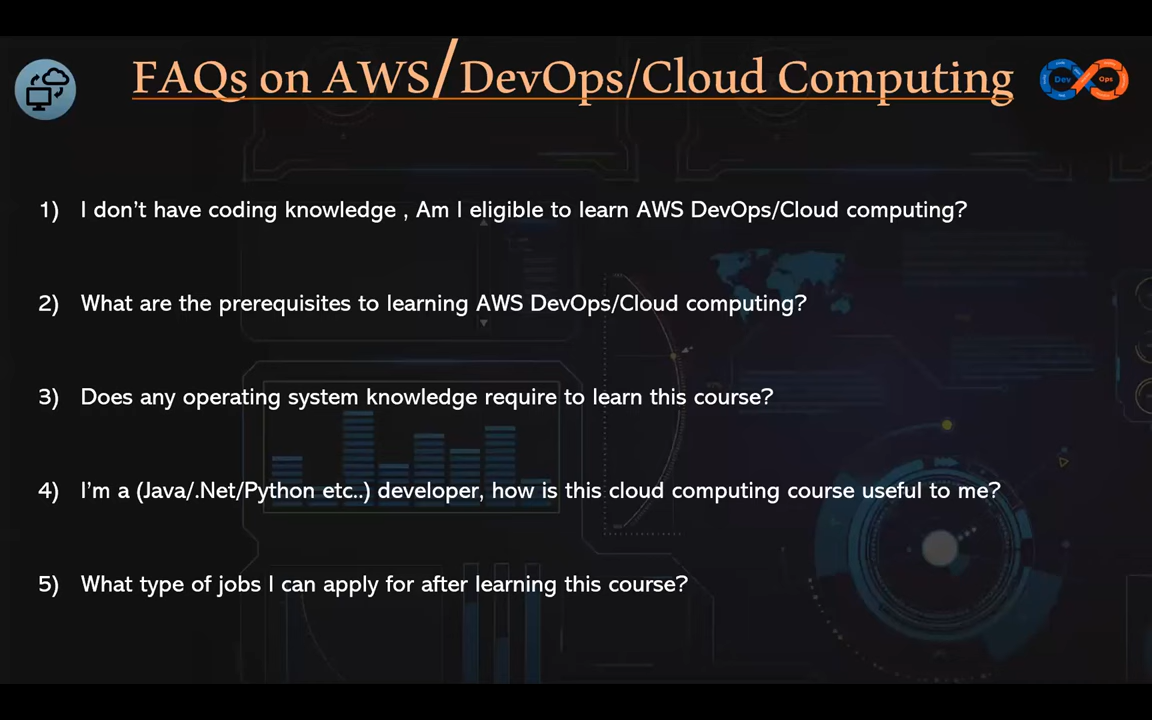 FAQs on AWS/DevOps/Cloud Computing
Dev
Ops
1) I don't have coding knowledge , Am I eligible to learn AWS DevOps/Cloud computing?
2) What are the prerequisites to learning AWS DevOps/Cloud computing?
3) Does any operating system knowledge require to learn this course?
4) I'm a (Java/.Net/Python etc..) developer, how is this cloud computing course useful to me?
5) What type of jobs I can apply for after learning this course?